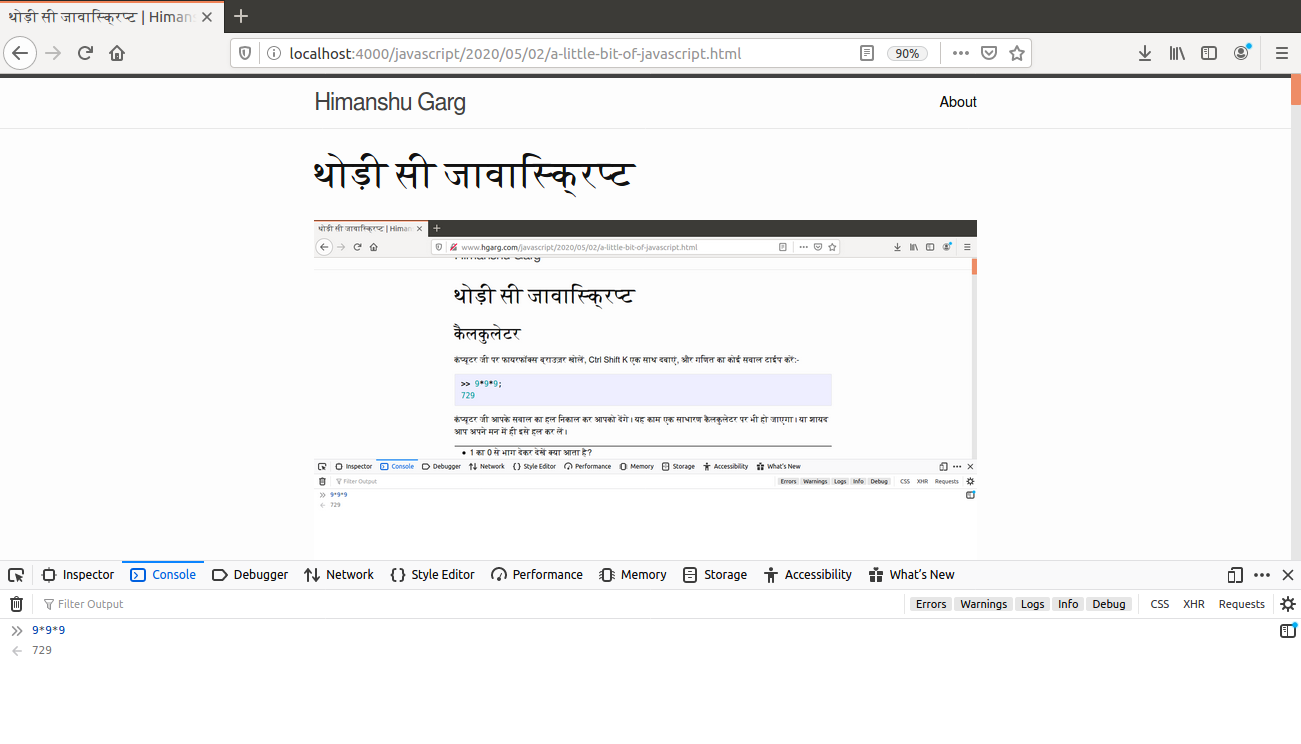 थोड़ी सी जावास्क्रिप्ट | Himan
localhost:4000/javascript/2020/05/02/a-little-bit-of-javascript.html
90%
Himanshu Garg
About
थोड़ी सी जावास्क्रिप्ट
थोड़ी सी जावास्क्रिप्ट | Himan
www.hgarg.com/javascript/2020/05/02/a-little-bit-of-javascript.html
Himanshu Garg
थोड़ी सी जावास्क्रिप्ट
कैलकुलेटर
कंप्यूटर जी पर फायरफॉक्स ब्राउज़र खोलें, Ctrl Shift K एक साथ दबाएं, और गणित का कोई सवाल टाईप करें:-
>> 9*9*9;
729
कंप्यूटर जी आपके सवाल का हल निकाल कर आपको देंगे। यह काम एक साधारण कैलकुलेटर पर भी हो जाएगा। या शायद
आप अपने मन में ही इसे हल कर लें।
• 1 का 0 से भाग देकर देखें क्या आता है?
Inspector Console Debugger Network Style Editor Performance Memory Storage Accessibility What's New
Filter Output Errors Warnings Logs Info Debug CSS XHR Requests
9*9*9
729
Inspector Console Debugger Network Style Editor Performance Memory Storage Accessibility What's New
Filter Output Errors Warnings Logs Info Debug CSS XHR Requests
9*9*9
729